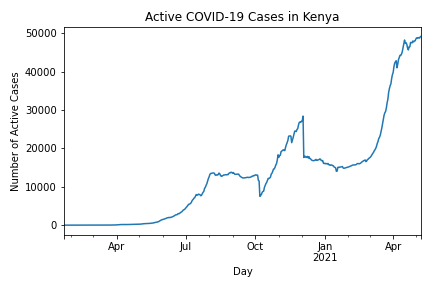 Active COVID-19 Cases in Kenya
50000
40000
30000
20000
10000
0
Number of Active Cases
Apr Jul Oct Jan Apr
2021
Day